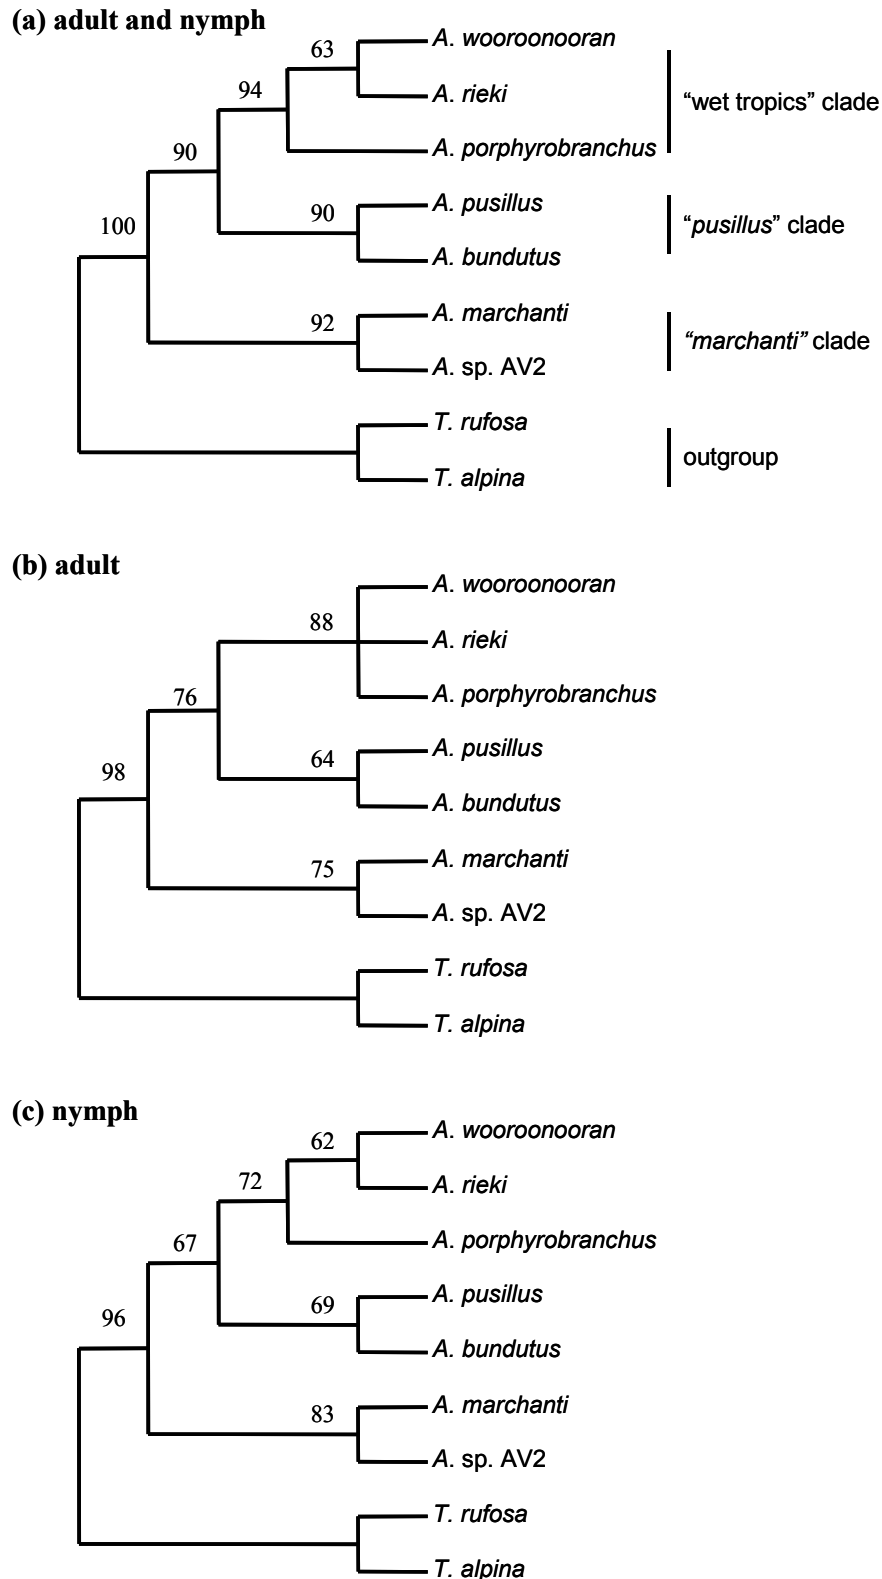 (a) adult and nymph
63
A. wooroonooran
94
A. rieki
"wet tropics" clade
90
A. porphyrobranchus
90
A. pusillus
"pusillus" clade
100
A. bundutus
92
A. marchanti
"marchanti" clade
A. sp. AV2
T. rufosa
outgroup
T. alpina
(b) adult
A. wooroonooran
88
A. rieki
76
A. porphyrobranchus
64
A. pusillus
98
A. bundutus
75
A. marchanti
A. sp. AV2
T. rufosa
T. alpina
(c) nymph
62
A. wooroonooran
72
A. rieki
67
A. porphyrobranchus
69
A. pusillus
96
A. bundutus
83
A. marchanti
A. sp. AV2
T. rufosa
T. alpina